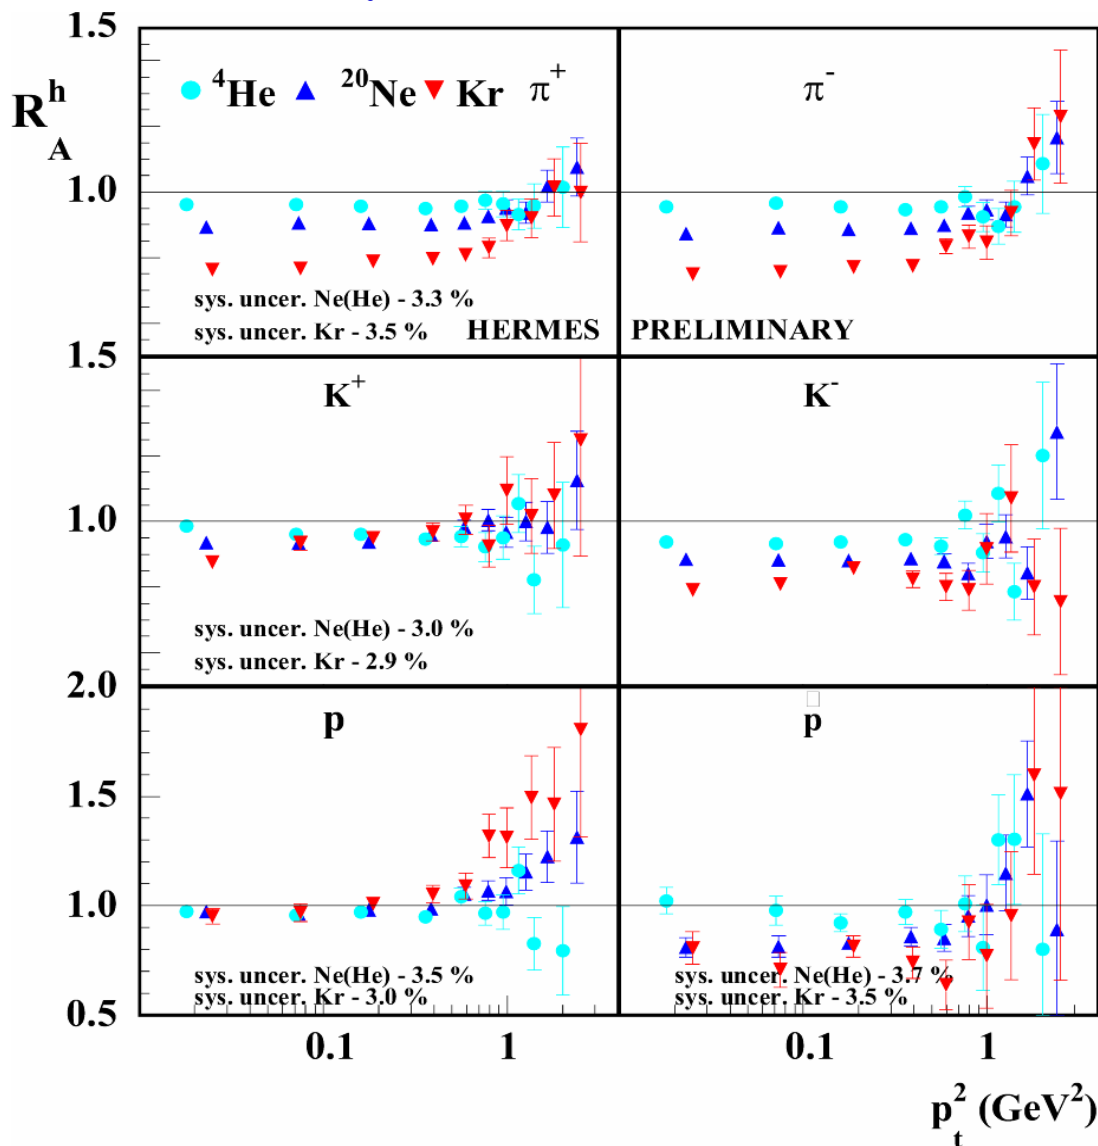 1.5
R_A^h
● ⁴He ▲ ²⁰Ne ▼ Kr π⁺
π⁻
1.0
sys. uncer. Ne(He) - 3.3 %
sys. uncer. Kr - 3.5 %
HERMES
PRELIMINARY
1.5
K⁺
K⁻
1.0
sys. uncer. Ne(He) - 3.0 %
sys. uncer. Kr - 2.9 %
2.0
p
p
1.5
1.0
sys. uncer. Ne(He) - 3.5 %
sys. uncer. Kr - 3.0 %
sys. uncer. Ne(He) - 3.7 %
sys. uncer. Kr - 3.5 %
0.5
0.1 1
0.1 1
p_t² (GeV²)